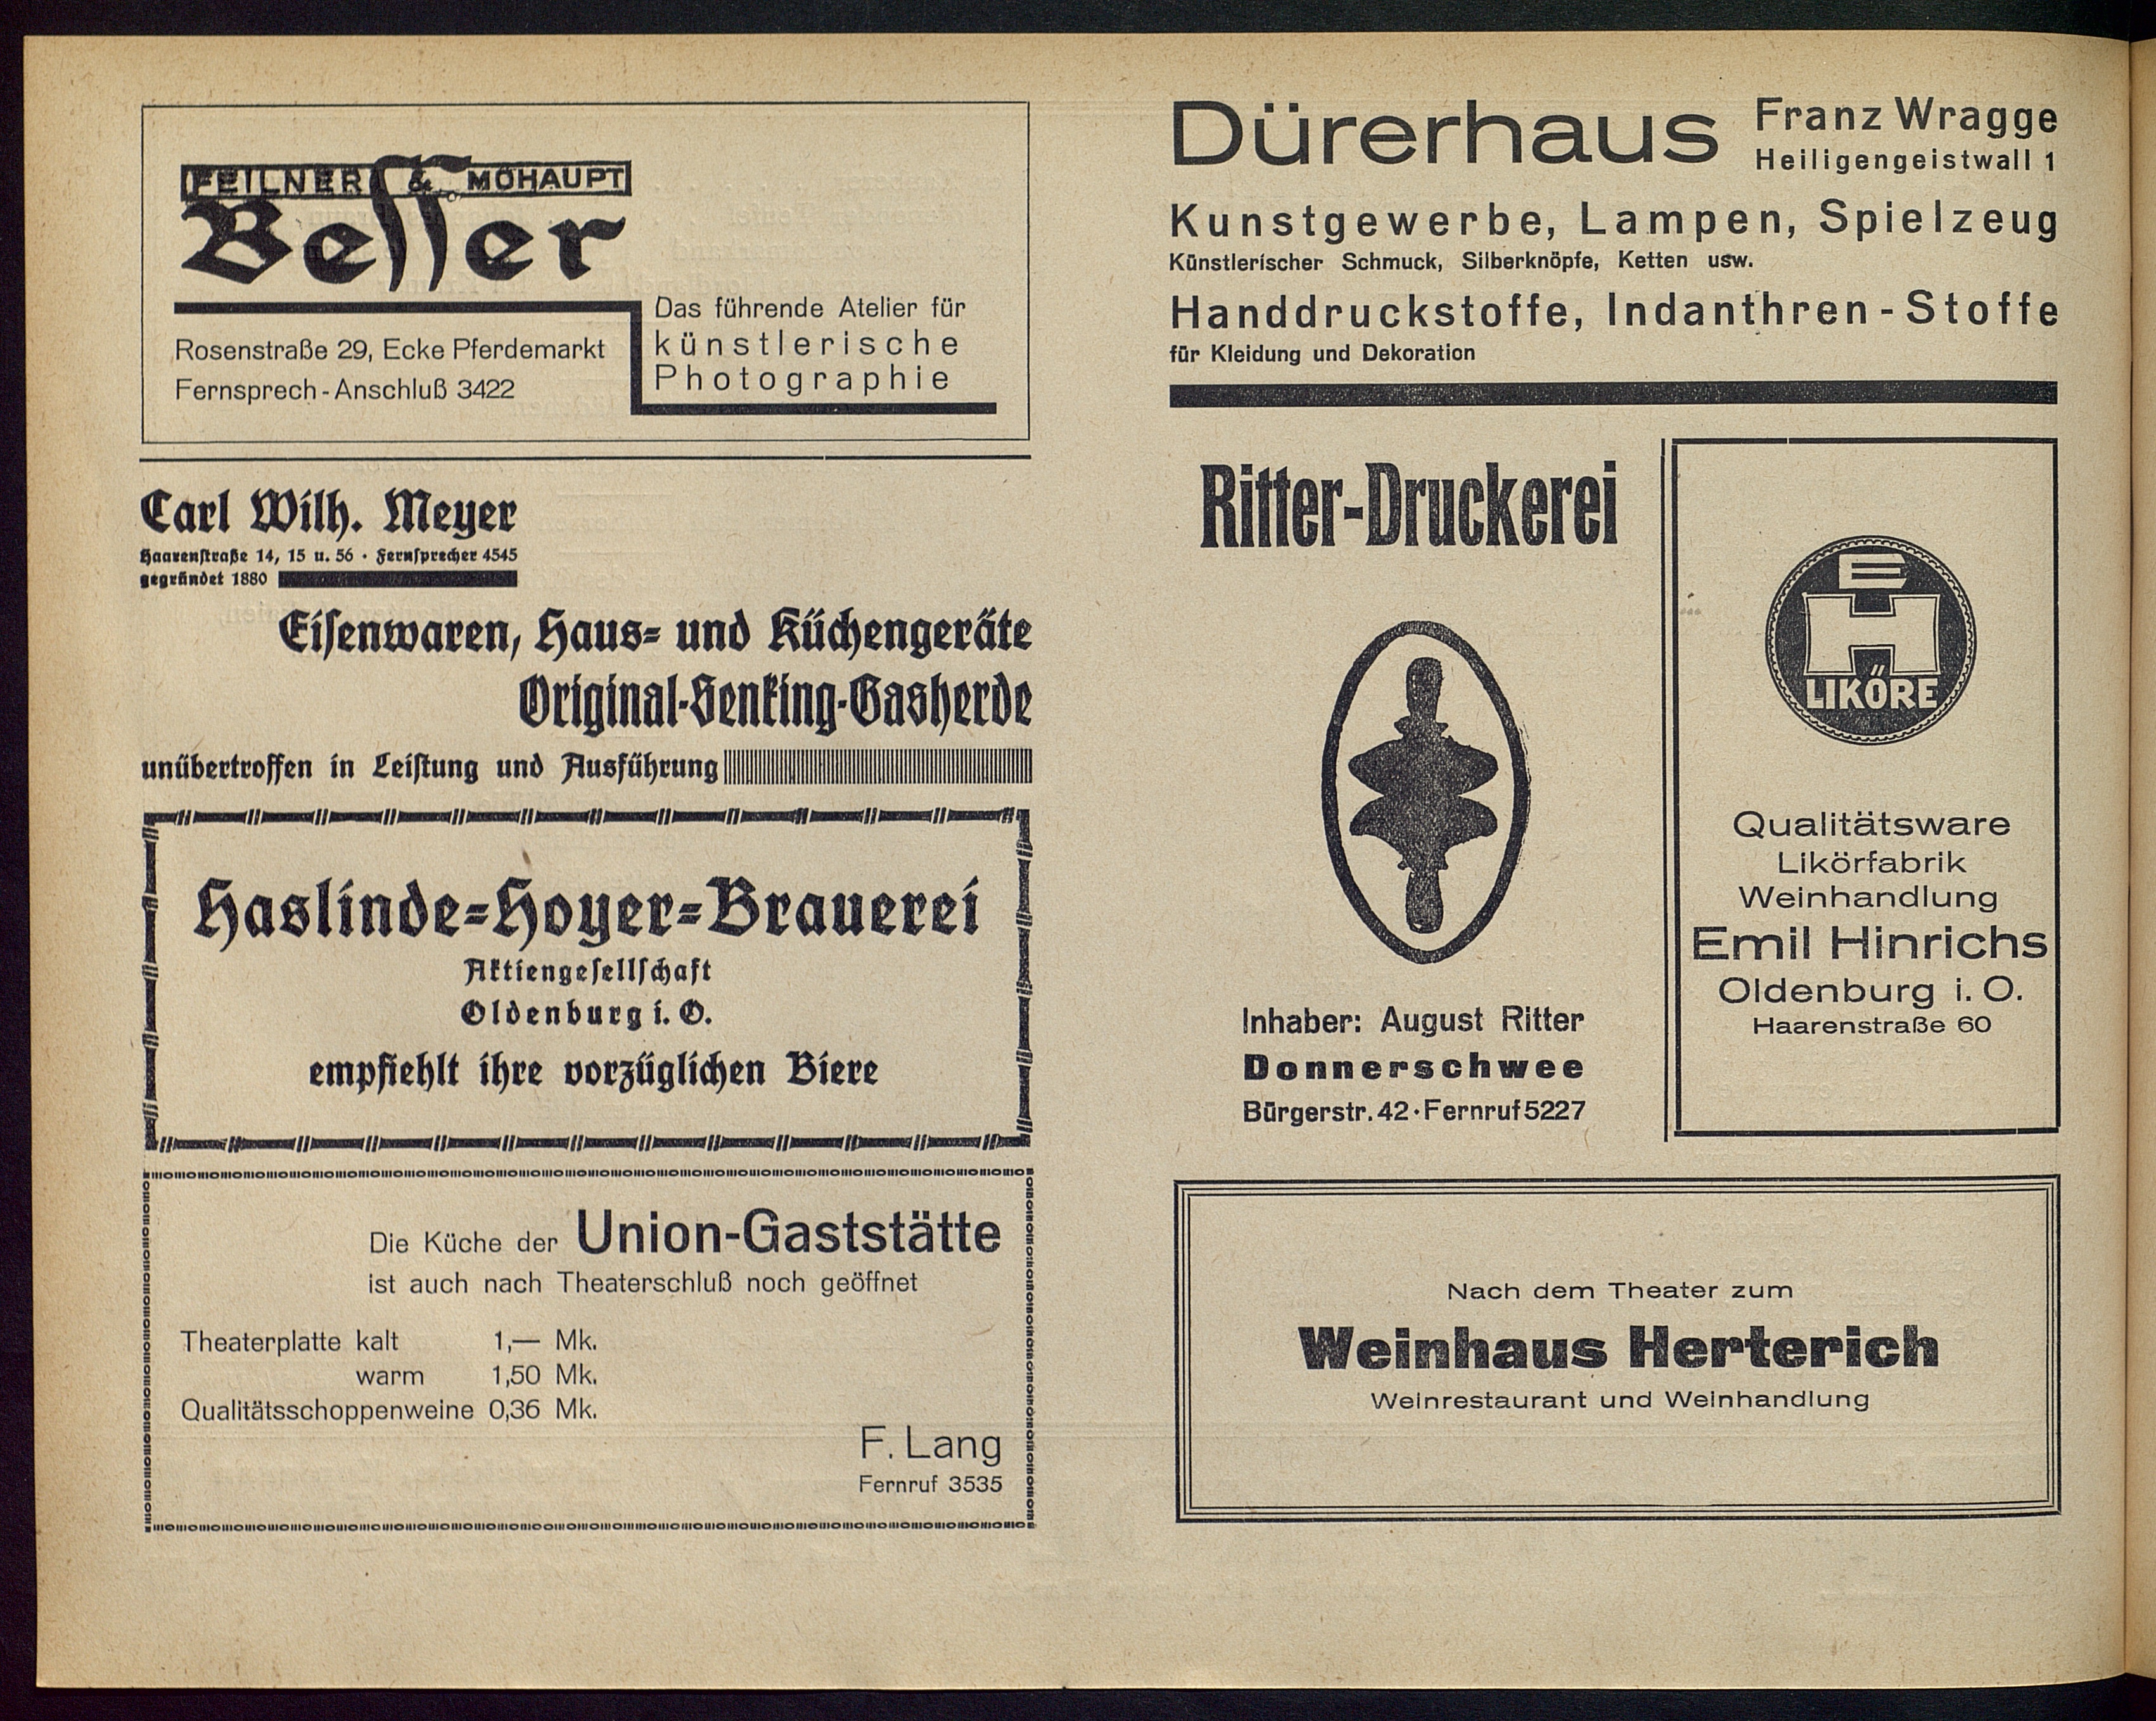 FEILNER & MOHAUPT
Besser
Rosenstraße 29, Ecke Pferdemarkt
Fernsprech-Anschluß 3422
Das führende Atelier für
künstlerische
Photographie
Carl Wilh. Meyer
Haarenstraße 14, 15 u. 56 · Fernsprecher 4545
gegründet 1880
Eisenwaren, Haus= und Küchengeräte
Original-Senking-Gasherde
unübertroffen in Leistung und Ausführung
Haslinde=Hoyer=Brauerei
Aktiengesellschaft
Oldenburg i. O.
empfiehlt ihre vorzüglichen Biere
Die Küche der Union-Gaststätte
ist auch nach Theaterschluß noch geöffnet
Theaterplatte kalt 1,— Mk.
warm 1,50 Mk.
Qualitätsschoppenweine 0,36 Mk.
F. Lang
Fernruf 3535
Dürerhaus Franz Wragge
Heiligengeistwall 1
Kunstgewerbe, Lampen, Spielzeug
Künstlerischer Schmuck, Silberknöpfe, Ketten usw.
Handdruckstoffe, Indanthren-Stoffe
für Kleidung und Dekoration
Ritter-Druckerei
Inhaber: August Ritter
Donnerschwee
Bürgerstr. 42 · Fernruf 5227
E
H
LIKÖRE
Qualitätsware
Likörfabrik
Weinhandlung
Emil Hinrichs
Oldenburg i. O.
Haarenstraße 60
Nach dem Theater zum
Weinhaus Herterich
Weinrestaurant und Weinhandlung